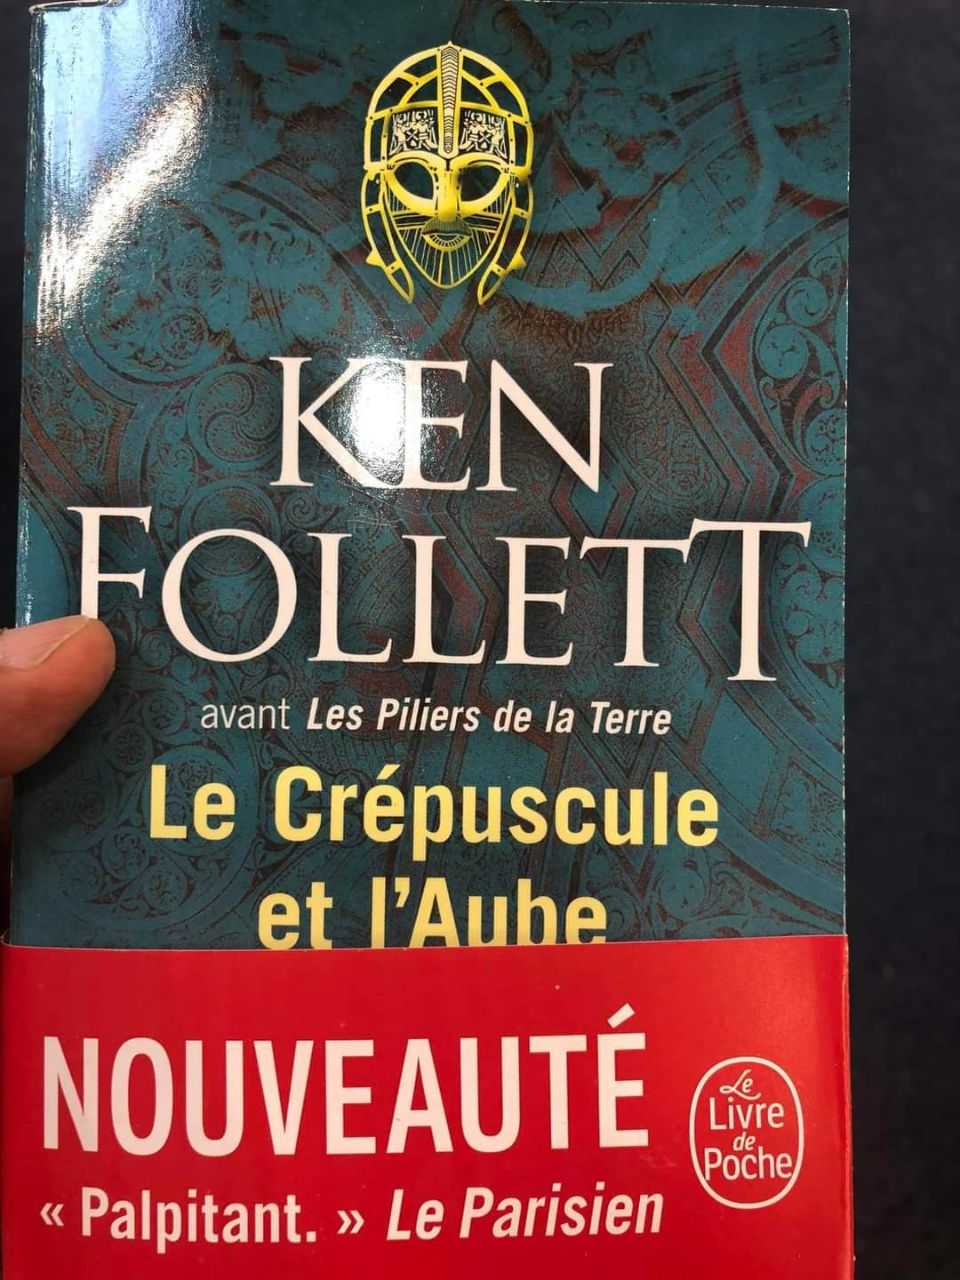 KEN
FOLLETT
avant Les Piliers de la Terre
Le Crépuscule
et l'Aube
NOUVEAUTÉ
« Palpitant. » Le Parisien
Le
Livre
de
Poche